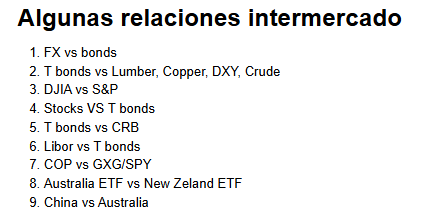 Algunas relaciones intermercado
1. FX vs bonds
2. T bonds vs Lumber, Copper, DXY, Crude
3. DJIA vs S&P
4. Stocks VS T bonds
5. T bonds vs CRB
6. Libor vs T bonds
7. COP vs GXG/SPY
8. Australia ETF vs New Zeland ETF
9. China vs Australia